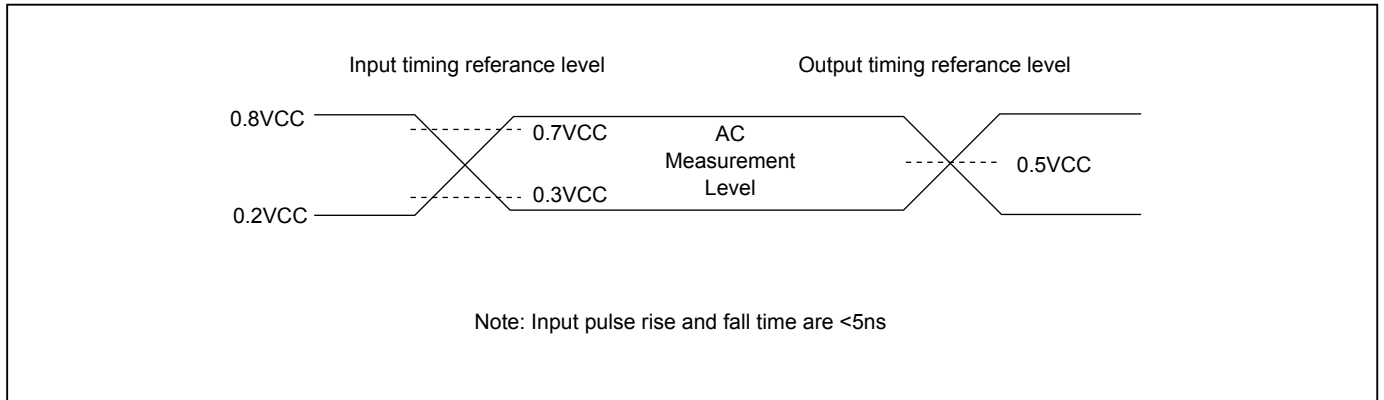 Input timing referance level
Output timing referance level
0.8VCC
0.7VCC
AC
Measurement
Level
0.5VCC
0.3VCC
0.2VCC
Note: Input pulse rise and fall time are <5ns